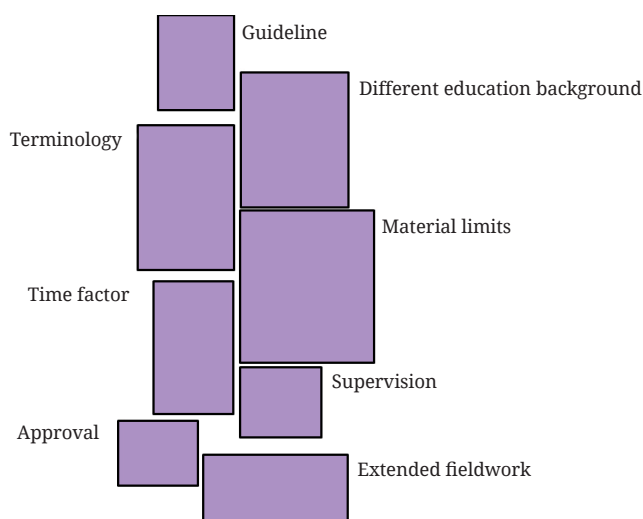 Guideline
Different education background
Terminology
Material limits
Time factor
Supervision
Approval
Extended fieldwork